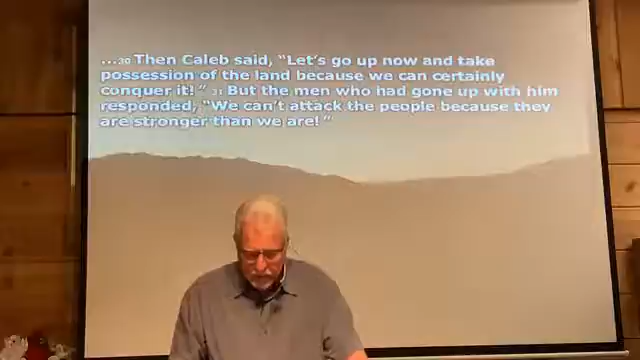 ...30 Then Caleb said, “Let’s go up now and take
possession of the land because we can certainly
conquer it!” 31 But the men who had gone up with him
responded, “We can’t attack the people because they
are stronger than we are!”